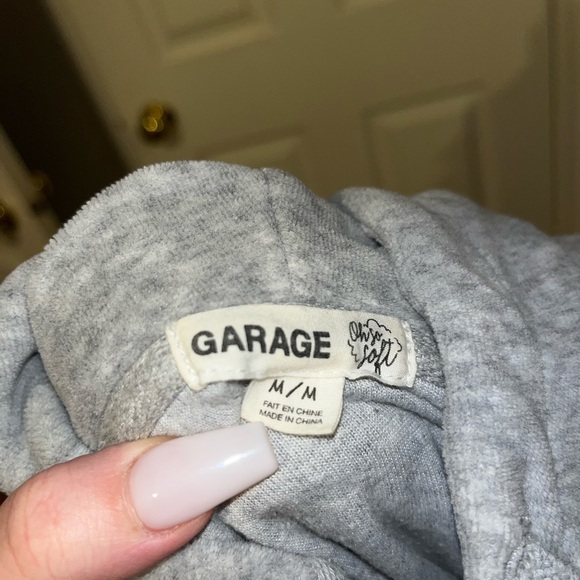 GARAGE
Oh so
soft
M/M
FAIT EN CHINE
MADE IN CHINA